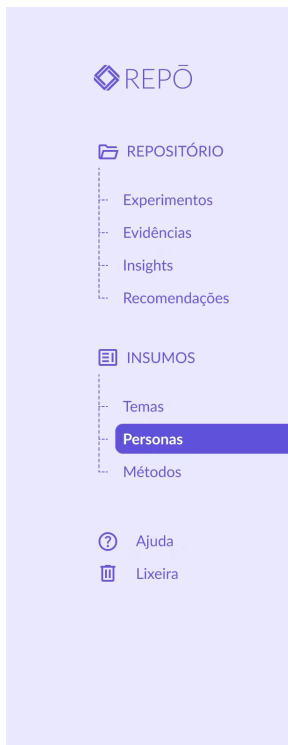 REPŌ
REPOSITÓRIO
Experimentos
Evidências
Insights
Recomendações
INSUMOS
Temas
Personas
Métodos
Ajuda
Lixeira